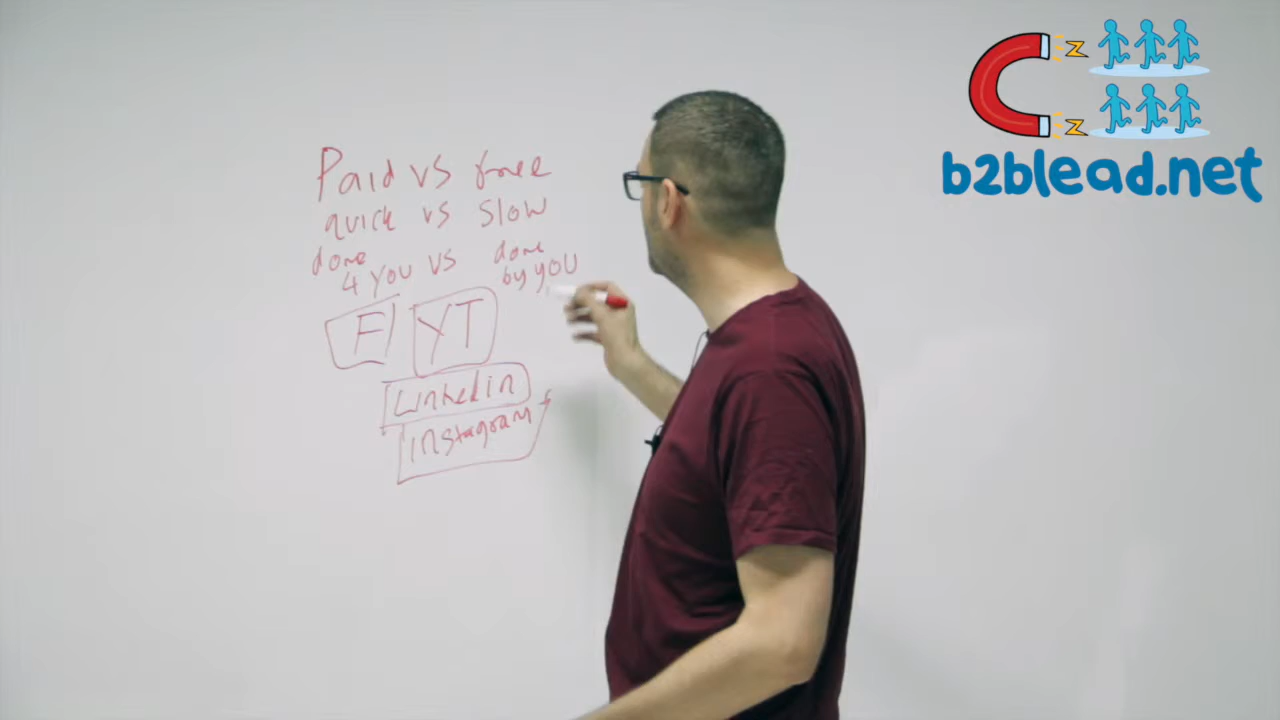 Paid vs free
quick vs slow
done
4 you vs
done
by you
F
YT
Linkedin
instagram
b2blead.net